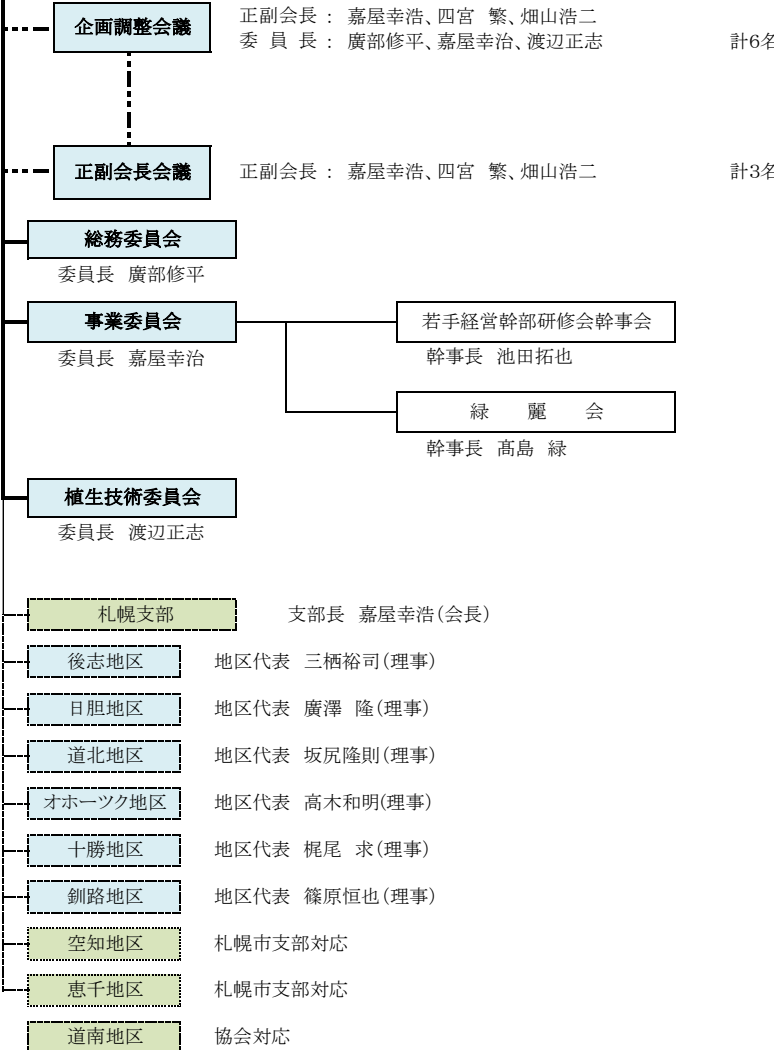 企画調整会議
正副会長 : 嘉屋幸浩、四宮 繁、畑山浩二
委 員 長 : 廣部修平、嘉屋幸治、渡辺正志 計6名
正副会長会議 正副会長 : 嘉屋幸浩、四宮 繁、畑山浩二 計3名
総務委員会
委員長 廣部修平
事業委員会 若手経営幹部研修会幹事会
委員長 嘉屋幸治 幹事長 池田拓也
緑 麗 会
幹事長 髙島 緑
植生技術委員会
委員長 渡辺正志
札幌支部 支部長 嘉屋幸浩(会長)
後志地区 地区代表 三栖裕司(理事)
日胆地区 地区代表 廣澤 隆(理事)
道北地区 地区代表 坂尻隆則(理事)
オホーツク地区 地区代表 高木和明(理事)
十勝地区 地区代表 梶尾 求(理事)
釧路地区 地区代表 篠原恒也(理事)
空知地区 札幌市支部対応
恵千地区 札幌市支部対応
道南地区 協会対応